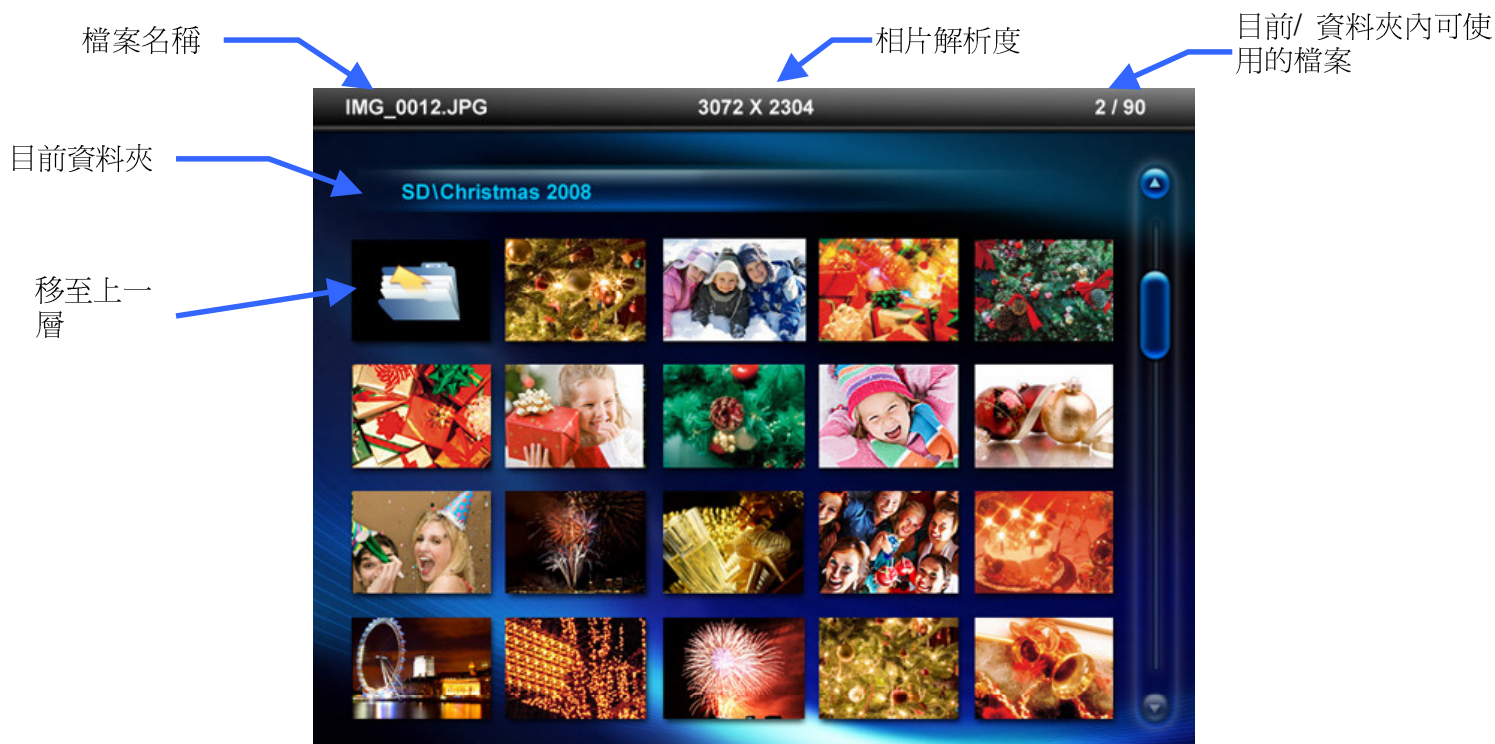 檔案名稱
相片解析度
目前/ 資料夾內可使
用的檔案
IMG_0012.JPG
3072 X 2304
2 / 90
目前資料夾
SD\Christmas 2008
移至上一
層